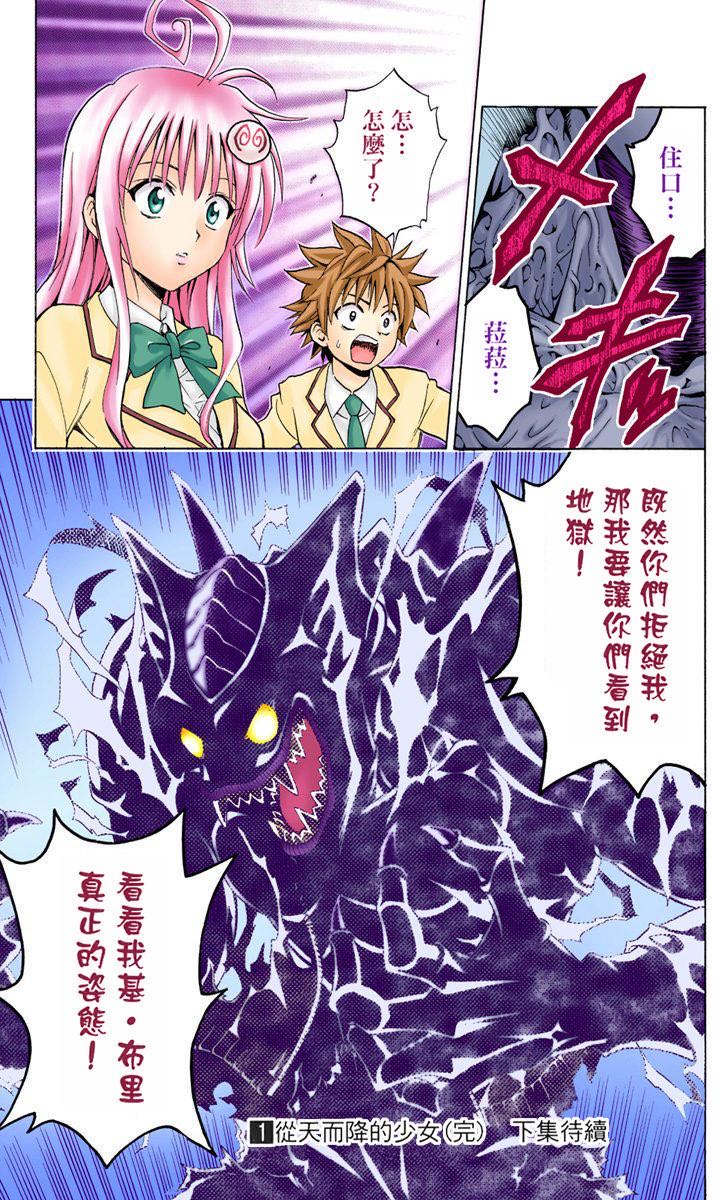 住口…
菈菈…
メキ
怎…
怎麼了？
既然你們拒絕我，
那我要讓你們看到
地獄！
看看我基・布里
真正的姿態！
1從天而降的少女(完)　下集待續